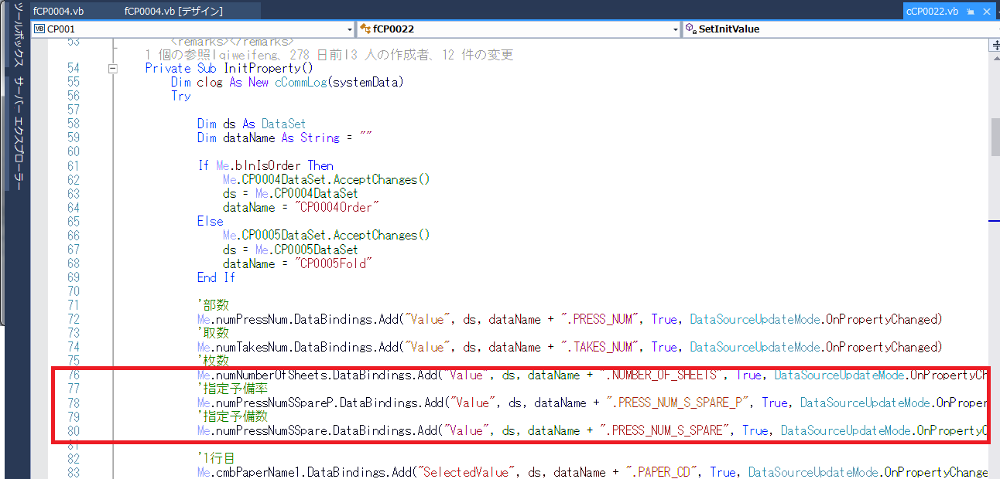 fCP0004.vb
fCP0004.vb [デザイン]
cCP0022.vb
ツールボックス
サーバー エクスプローラー
VB CP001
fCP0022
SetInitValue
53 <remarks></remarks>
1 個の参照|qiweifeng、278 日前|3 人の作成者、12 件の変更
54 Private Sub InitProperty()
55 Dim clog As New cCommLog(systemData)
56 Try
57
58 Dim ds As DataSet
59 Dim dataName As String = ""
60
61 If Me.blnIsOrder Then
62 Me.CP0004DataSet.AcceptChanges()
63 ds = Me.CP0004DataSet
64 dataName = "CP0004Order"
65 Else
66 Me.CP0005DataSet.AcceptChanges()
67 ds = Me.CP0005DataSet
68 dataName = "CP0005Fold"
69 End If
70
71 '部数
72 Me.numPressNum.DataBindings.Add("Value", ds, dataName + ".PRESS_NUM", True, DataSourceUpdateMode.OnPropertyChanged)
73 '取数
74 Me.numTakesNum.DataBindings.Add("Value", ds, dataName + ".TAKES_NUM", True, DataSourceUpdateMode.OnPropertyChanged)
75 '枚数
76 Me.numNumberOfSheets.DataBindings.Add("Value", ds, dataName + ".NUMBER_OF_SHEETS", True, DataSourceUpdateMode.OnPropertyCh
77 '指定予備率
78 Me.numPressNumSSpareP.DataBindings.Add("Value", ds, dataName + ".PRESS_NUM_S_SPARE_P", True, DataSourceUpdateMode.OnProper
79 '指定予備数
80 Me.numPressNumSSpare.DataBindings.Add("Value", ds, dataName + ".PRESS_NUM_S_SPARE", True, DataSourceUpdateMode.OnPropertyC
81
82 '1行目
83 Me.cmbPaperName1.DataBindings.Add("SelectedValue", ds, dataName + ".PAPER_CD", True, DataSourceUpdateMode.OnPropertyChange